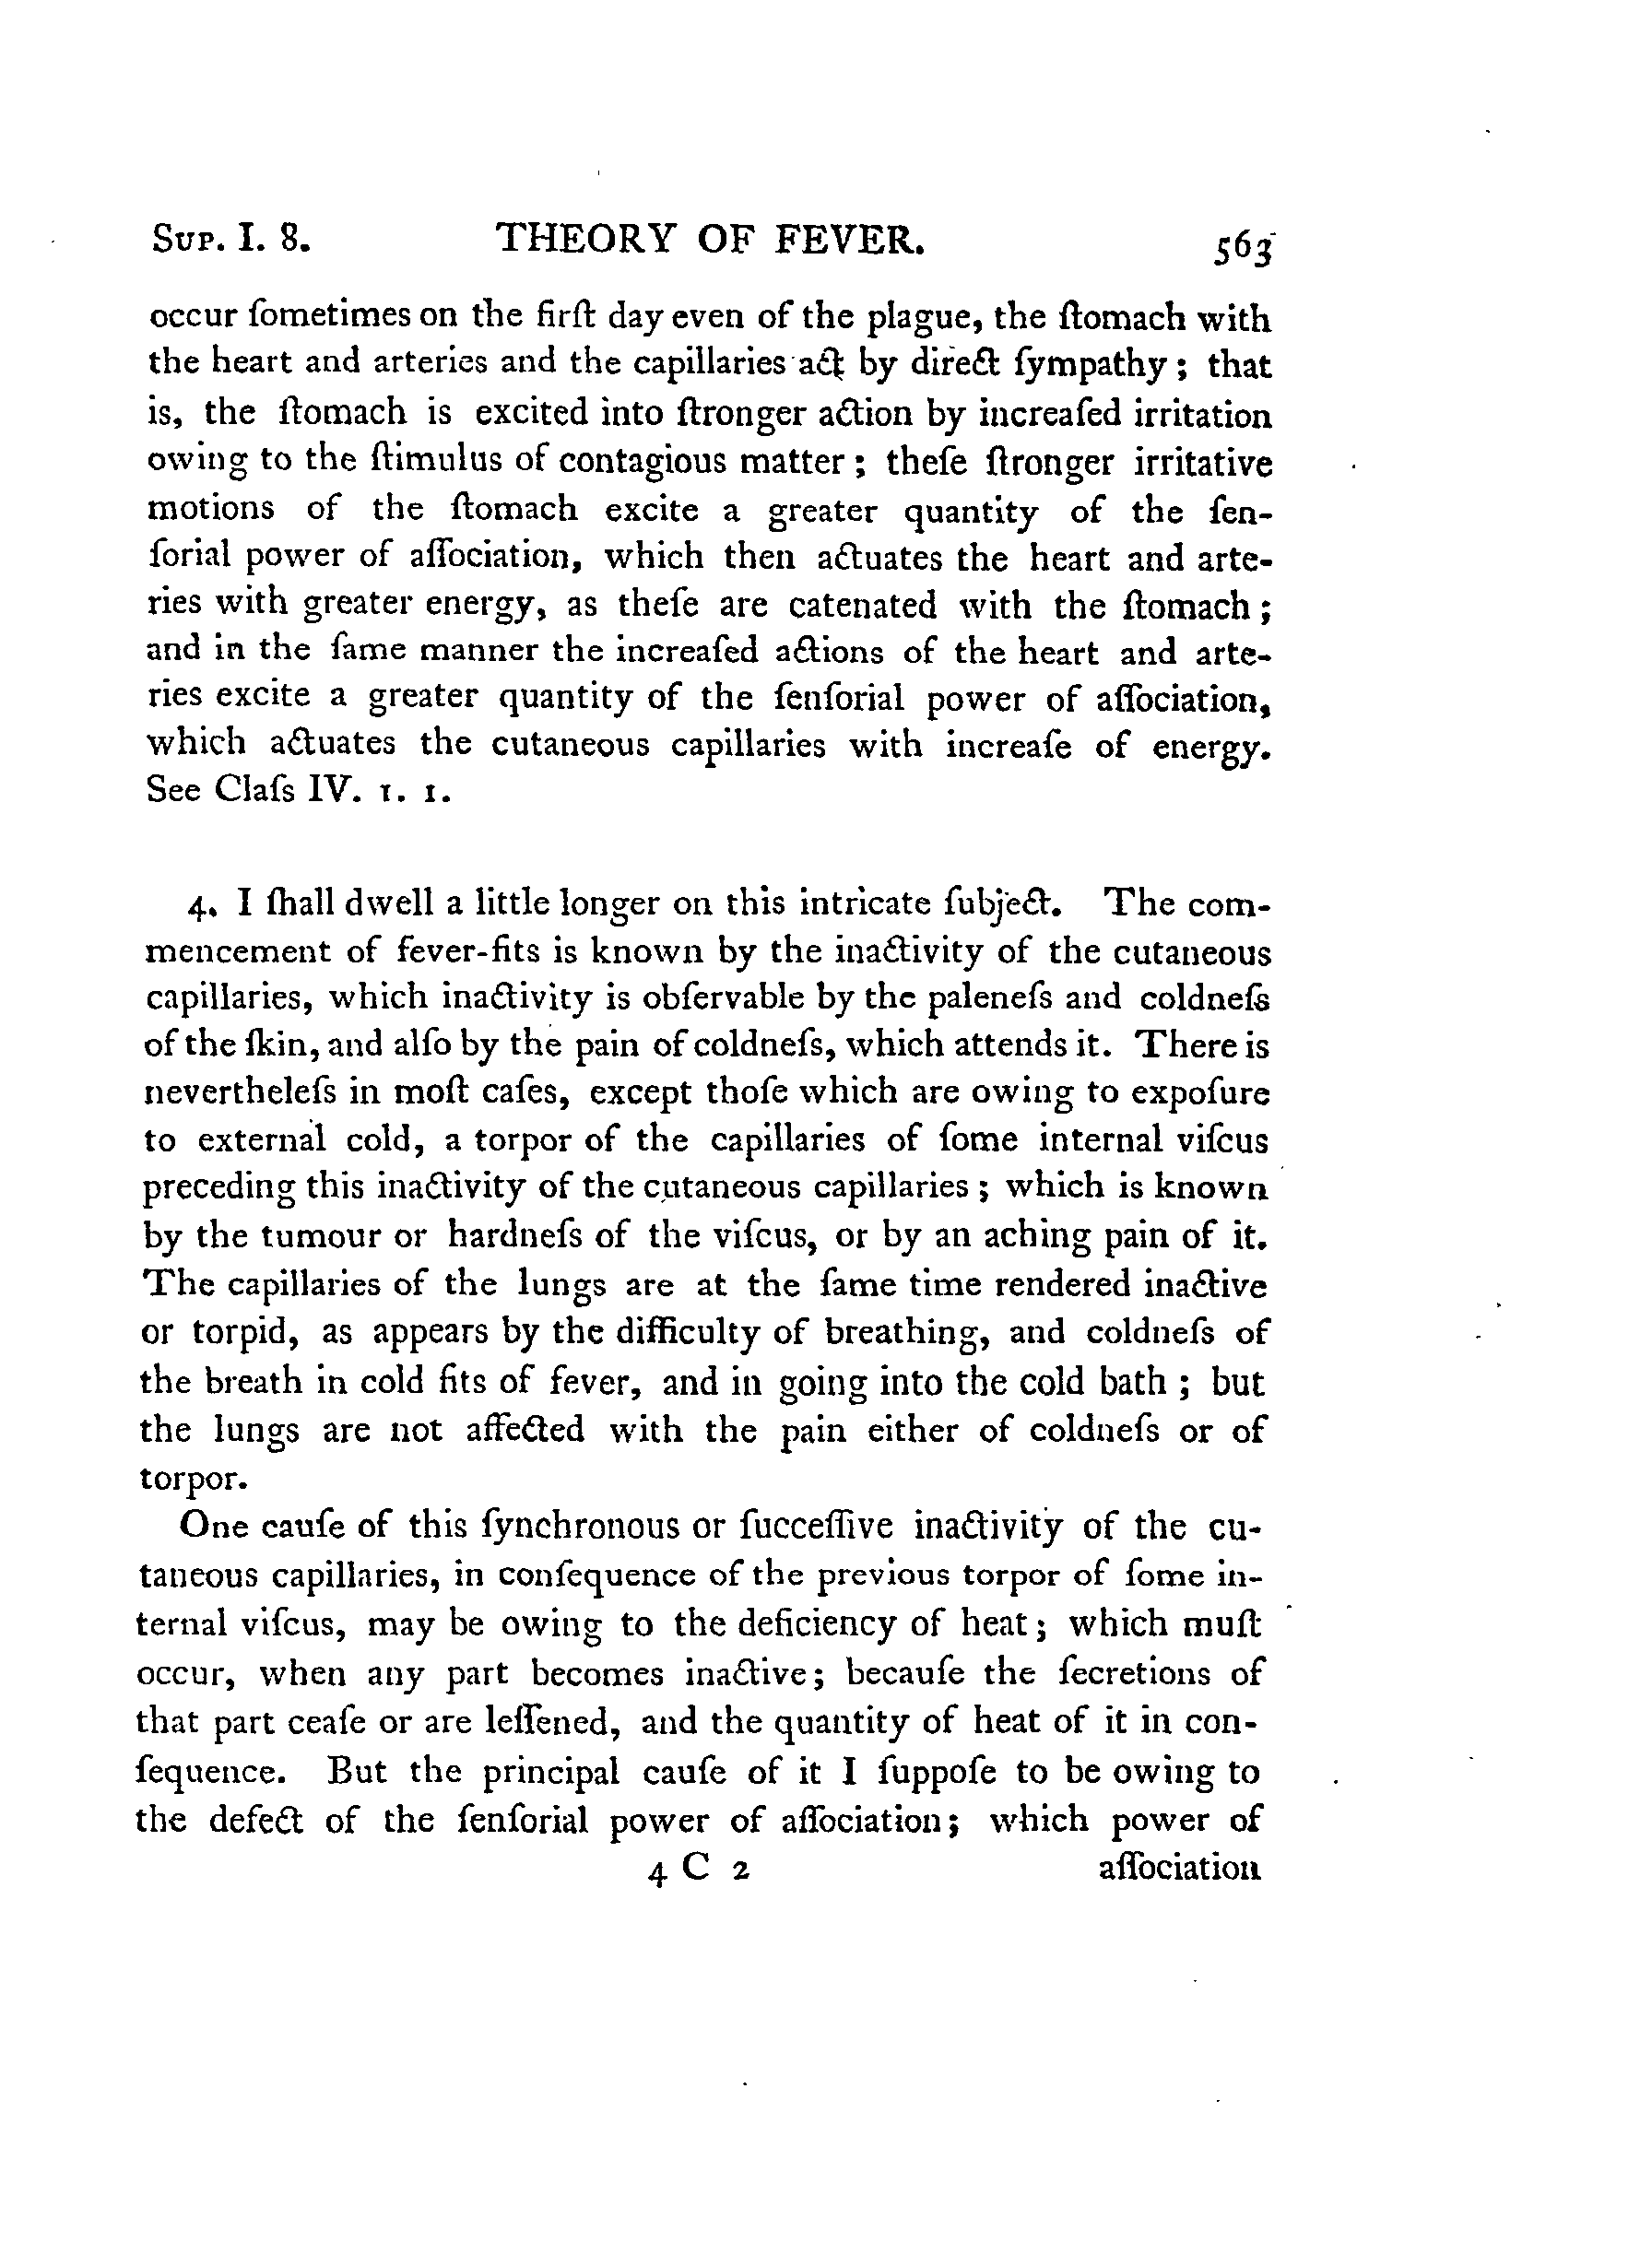 Sup. I. 8. THEORY OF FEVER. 563
occur ſometimes on the firſt day even of the plague, the ſtomach with
the heart and arteries and the capillaries act by direct ſympathy; that
is, the ſtomach is excited into ſtronger action by increaſed irritation
owing to the ſtimulus of contagious matter; theſe ſtronger irritative
motions of the ſtomach excite a greater quantity of the ſen-
ſorial power of aſſociation, which then actuates the heart and arte-
ries with greater energy, as theſe are catenated with the ſtomach;
and in the ſame manner the increaſed actions of the heart and arte-
ries excite a greater quantity of the ſenſorial power of aſſociation,
which actuates the cutaneous capillaries with increaſe of energy.
See Claſs IV. 1. 1.
4. I ſhall dwell a little longer on this intricate ſubject. The com-
mencement of fever-fits is known by the inactivity of the cutaneous
capillaries, which inactivity is obſervable by the paleneſs and coldneſs
of the ſkin, and alſo by the pain of coldneſs, which attends it. There is
nevertheleſs in moſt caſes, except thoſe which are owing to expoſure
to external cold, a torpor of the capillaries of ſome internal viſcus
preceding this inactivity of the cutaneous capillaries; which is known
by the tumour or hardneſs of the viſcus, or by an aching pain of it.
The capillaries of the lungs are at the ſame time rendered inactive
or torpid, as appears by the difficulty of breathing, and coldneſs of
the breath in cold fits of fever, and in going into the cold bath; but
the lungs are not affected with the pain either of coldneſs or of
torpor.
One cauſe of this ſynchronous or ſucceſſive inactivity of the cu-
taneous capillaries, in conſequence of the previous torpor of ſome in-
ternal viſcus, may be owing to the deficiency of heat; which muſt
occur, when any part becomes inactive; becauſe the ſecretions of
that part ceaſe or are leſſened, and the quantity of heat of it in con-
ſequence. But the principal cauſe of it I ſuppoſe to be owing to
the defect of the ſenſorial power of aſſociation; which power of
4 C 2 aſſociation